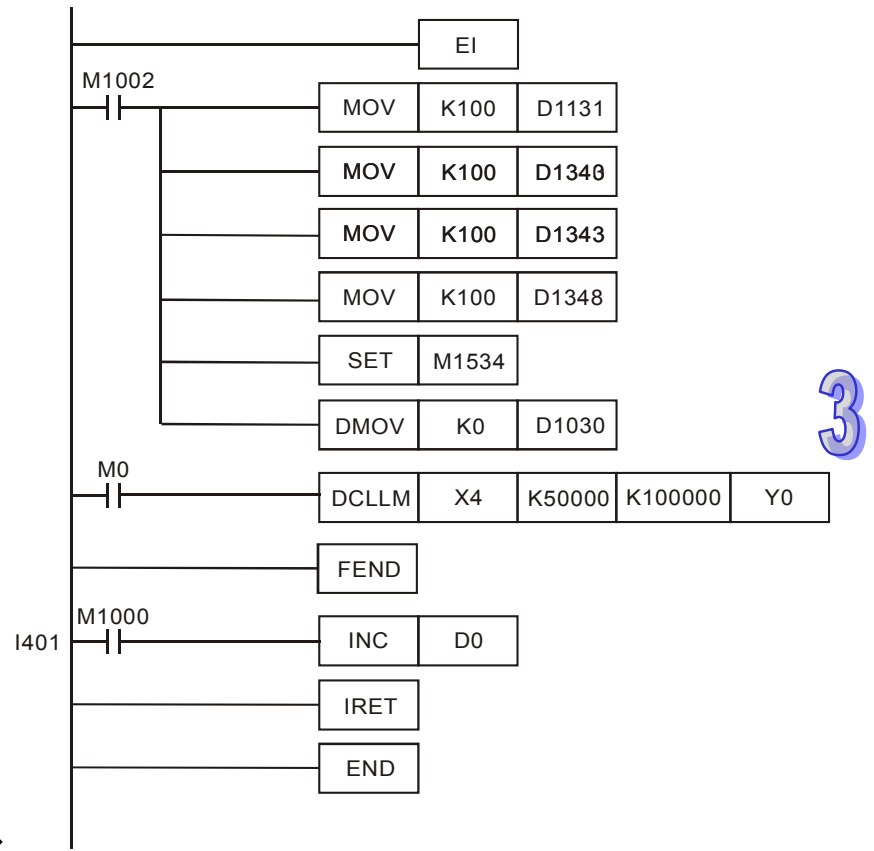 EI
M1002
MOV K100 D1131
MOV K100 D1340
MOV K100 D1343
MOV K100 D1348
SET M1534
3
DMOV K0 D1030
M0
DCLLM X4 K50000 K100000 Y0
FEND
M1000
I401 INC D0
IRET
END